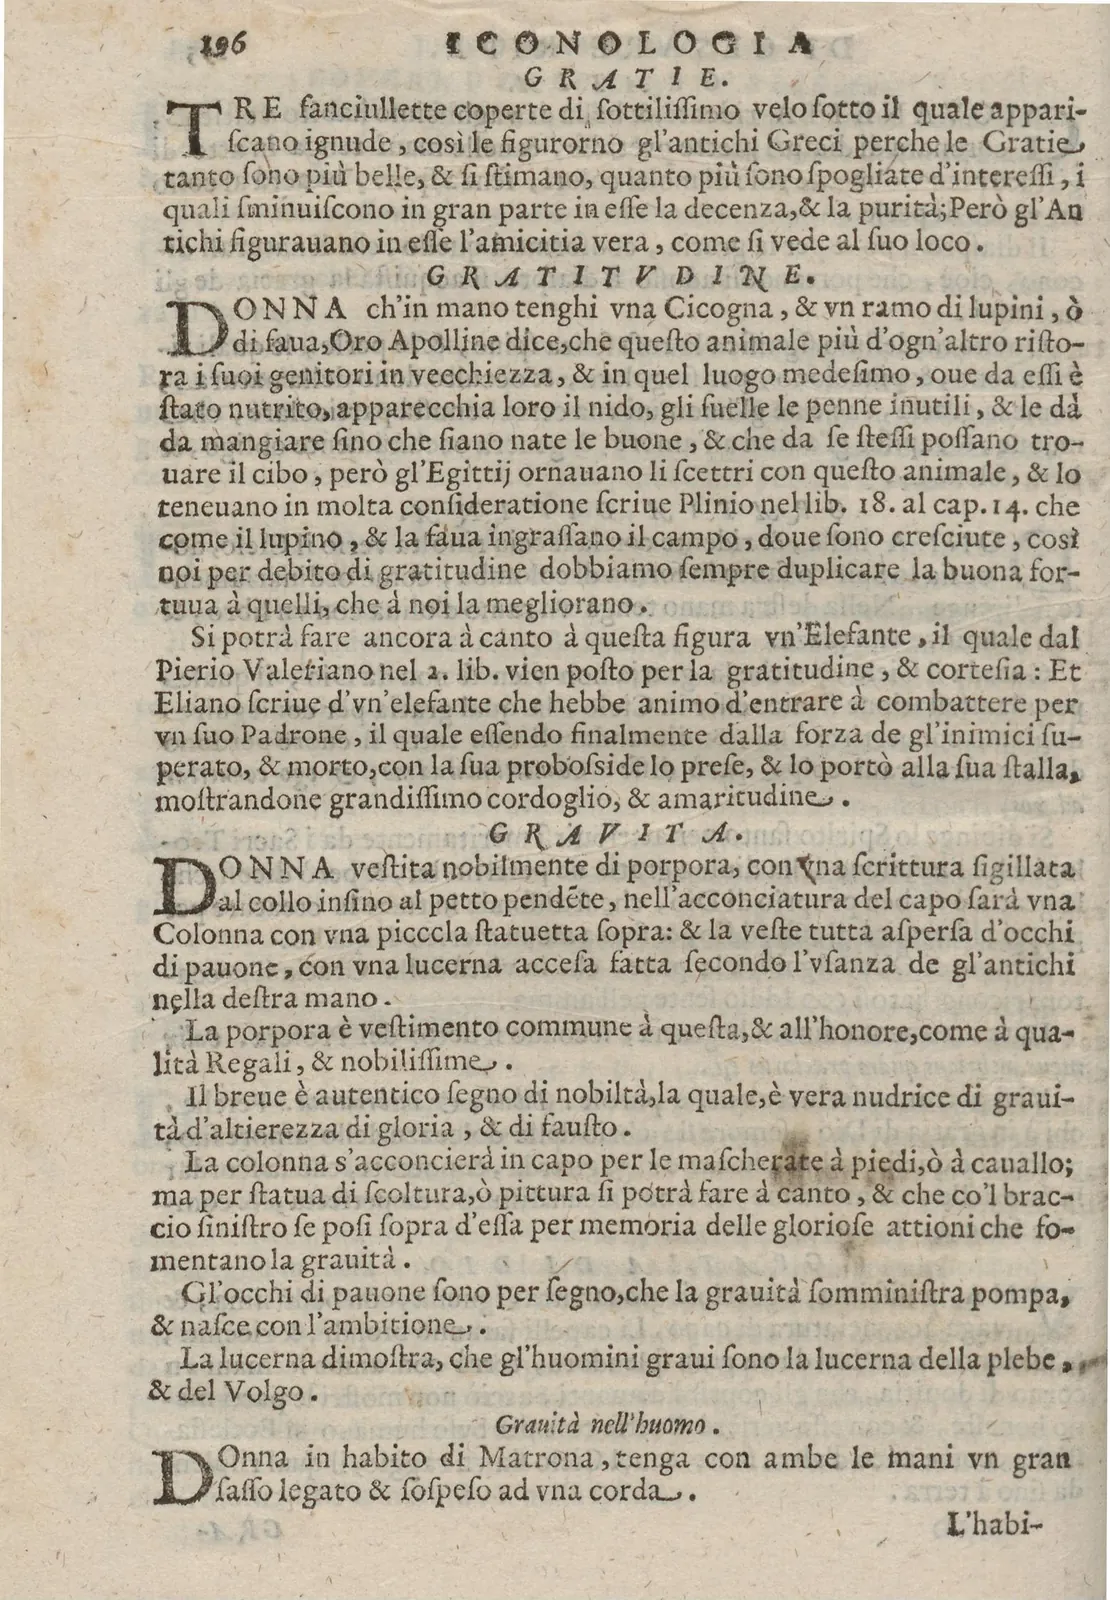 196 ICONOLOGIA
GRATIE.
TRE fanciullette coperte di ſottiliſſimo velo ſotto il quale appari-
ſcano ignude, così le figurorno gl'antichi Greci perche le Gratie
tanto ſono più belle, & ſi ſtimano, quanto più ſono ſpogliate d'intereſſi, i
quali ſminuiſcono in gran parte in eſſe la decenza,& la purità;Però gl'An
tichi figurauano in eſſe l'amicitia vera, come ſi vede al ſuo loco.
GRATITVDINE.
DONNA ch'in mano tenghi vna Cicogna, & vn ramo di lupini, ò
di faua,Oro Apolline dice,che queſto animale più d'ogn'altro riſto-
ra i ſuoi genitori in vecchiezza, & in quel luogo medeſimo, oue da eſſi è
ſtato nutrito, apparecchia loro il nido, gli ſuelle le penne inutili, & le dà
da mangiare ſino che ſiano nate le buone, & che da ſe ſteſſi poſſano tro-
uare il cibo, però gl'Egittij ornauano li ſcettri con queſto animale, & lo
teneuano in molta conſideratione ſcriue Plinio nel lib. 18. al cap. 14. che
come il lupino, & la faua ingraſſano il campo, doue ſono creſciute, così
noi per debito di gratitudine dobbiamo ſempre duplicare la buona for-
tuua à quelli, che à noi la megliorano.
Si potrà fare ancora à canto à queſta figura vn'Elefante, il quale dal
Pierio Valeriano nel 2. lib. vien poſto per la gratitudine, & corteſia: Et
Eliano ſcriue d'vn'elefante che hebbe animo d'entrare à combattere per
vn ſuo Padrone, il quale eſſendo finalmente dalla forza de gl'inimici ſu-
perato, & morto,con la ſua proboſside lo preſe, & lo portò alla ſua ſtalla,
moſtrandone grandiſſimo cordoglio, & amaritudine.
GRAVITA.
DONNA veſtita nobilmente di porpora, con vna ſcrittura ſigillata
dal collo inſino al petto pendẽte, nell'acconciatura del capo ſarà vna
Colonna con vna picccla ſtatuetta ſopra: & la veſte tutta aſperſa d'occhi
di pauone, con vna lucerna acceſa fatta ſecondo l'vſanza de gl'antichi
nella deſtra mano.
La porpora è veſtimento commune à queſta,& all'honore,come à qua-
lità Regali, & nobiliſſime.
Il breue è autentico ſegno di nobiltà,la quale,è vera nudrice di graui-
tà d'altierezza di gloria, & di fauſto.
La colonna s'acconcierà in capo per le maſcherate à piedi,ò à cauallo;
ma per ſtatua di ſcoltura,ò pittura ſi potrà fare à canto, & che co'l brac-
cio ſiniſtro ſe poſi ſopra d'eſſa per memoria delle glorioſe attioni che fo-
mentano la grauità.
Gl'occhi di pauone ſono per ſegno,che la grauità ſomminiſtra pompa,
& naſce con l'ambitione.
La lucerna dimoſtra, che gl'huomini graui ſono la lucerna della plebe,
& del Volgo.
Grauità nell'huomo.
DOnna in habito di Matrona, tenga con ambe le mani vn gran
ſaſſo legato & ſoſpeſo ad vna corda.
L'habi-